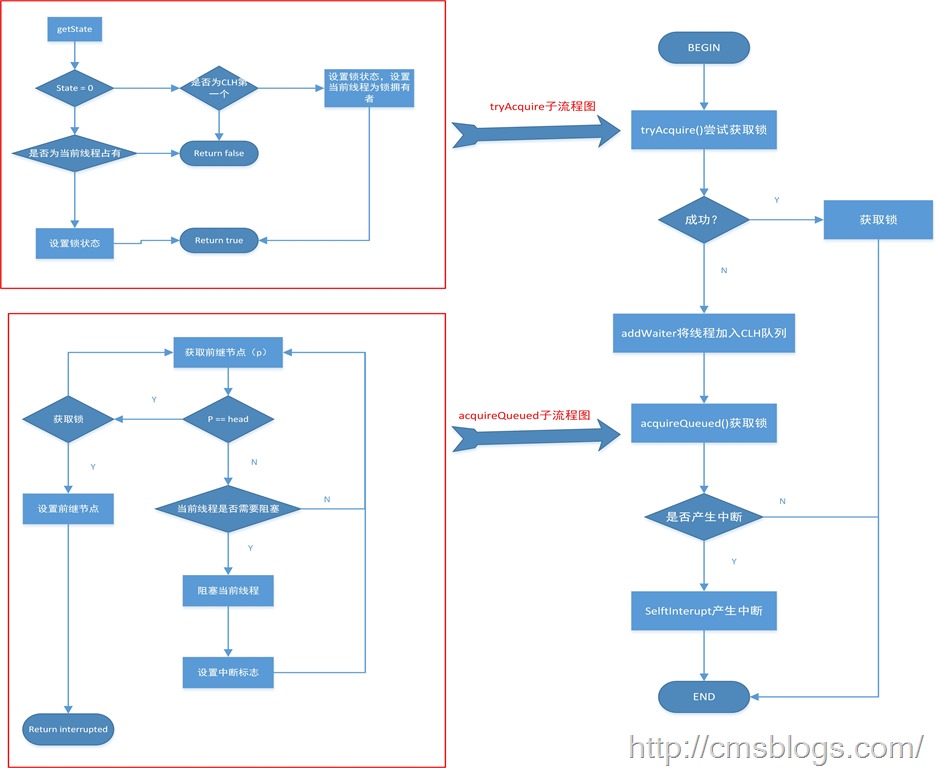 getState
State = 0
是否为CLH第
一个
设置锁状态，设置
当前线程为锁拥有
者
是否为当前线程占有
Return false
设置锁状态
Return true
tryAcquire子流程图
获取前继节点（p）
获取锁
Y
P == head
Y
N
设置前继节点
当前线程是否需要阻塞
N
Y
阻塞当前线程
设置中断标志
Return interrupted
acquireQueued子流程图
BEGIN
tryAcquire()尝试获取锁
成功?
Y
获取锁
N
addWaiter将线程加入CLH队列
acquireQueued()获取锁
是否产生中断
N
Y
SelftInterupt产生中断
END
http://cmsblogs.com/